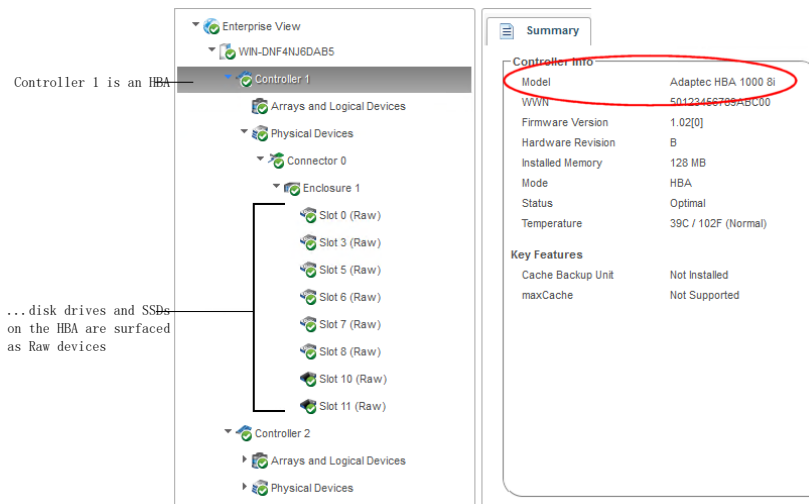 Controller 1 is an HBA
...disk drives and SSDs
on the HBA are surfaced
as Raw devices
Enterprise View
WIN-DNF4NJ6DAB5
Controller 1
Arrays and Logical Devices
Physical Devices
Connector 0
Enclosure 1
Slot 0 (Raw)
Slot 3 (Raw)
Slot 5 (Raw)
Slot 6 (Raw)
Slot 7 (Raw)
Slot 8 (Raw)
Slot 10 (Raw)
Slot 11 (Raw)
Controller 2
Arrays and Logical Devices
Physical Devices
Summary
Controller Info
Model Adaptec HBA 1000 8i
WWN 50123456789ABC00
Firmware Version 1.02[0]
Hardware Revision B
Installed Memory 128 MB
Mode HBA
Status Optimal
Temperature 39C / 102F (Normal)
Key Features
Cache Backup Unit Not Installed
maxCache Not Supported